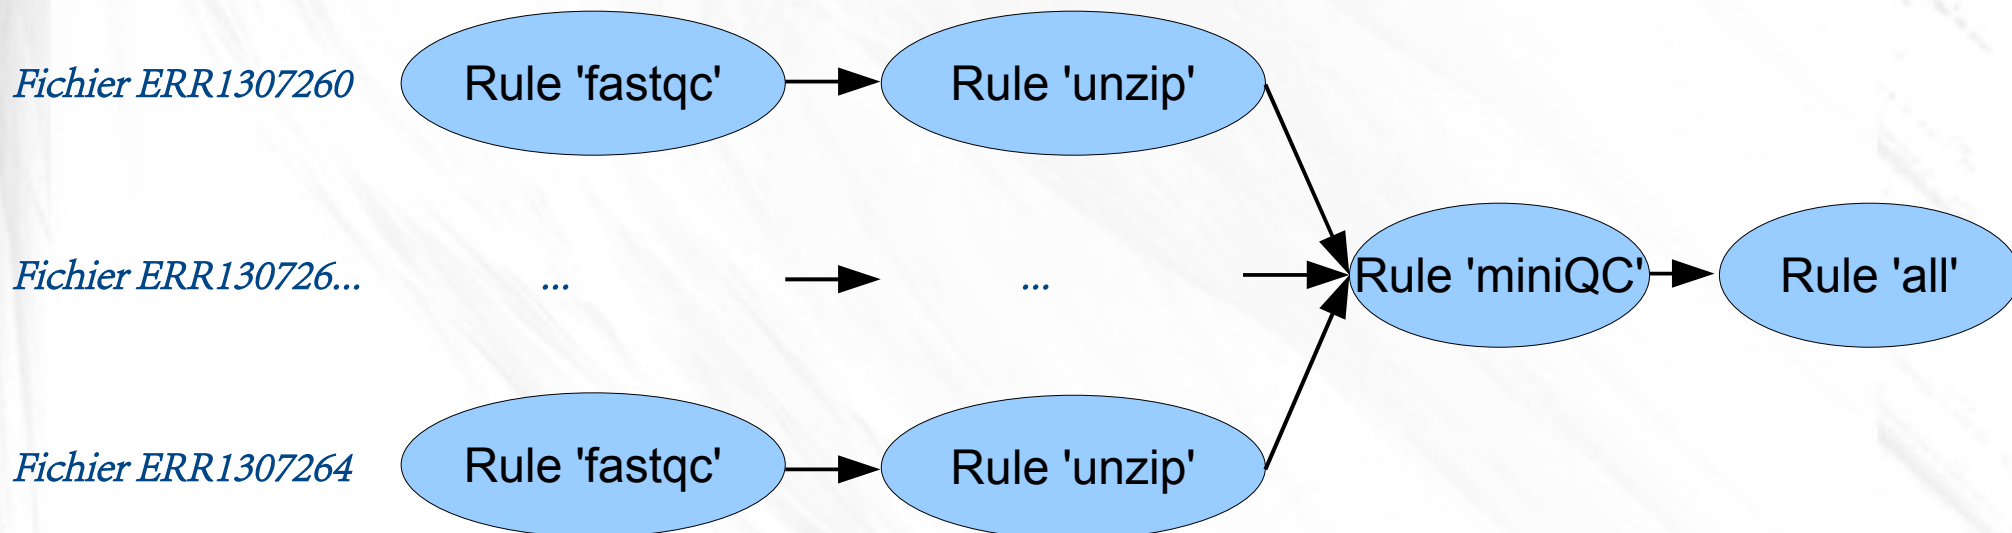 Fichier ERR1307260 Rule 'fastqc' Rule 'unzip'
Fichier ERR130726... ... ... Rule 'miniQC' Rule 'all'
Fichier ERR1307264 Rule 'fastqc' Rule 'unzip'